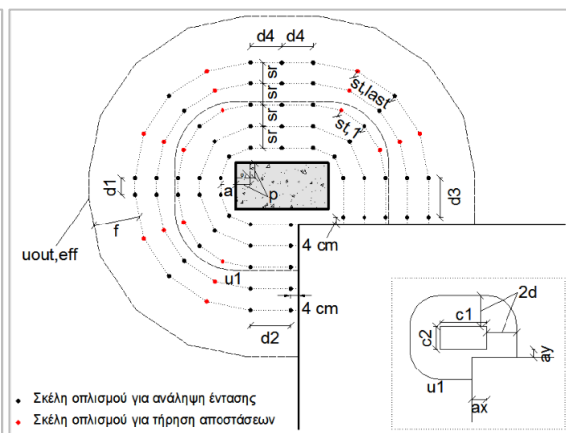 d4 d4
sr
sr
sr
sr
st,last
st,1
d1
a
p
d3
f
uout,eff
u1
4 cm
4 cm
d2
2d
c1
c2
ay
u1
ax
Σκέλη οπλισμού για ανάληψη έντασης
Σκέλη οπλισμού για τήρηση αποστάσεων